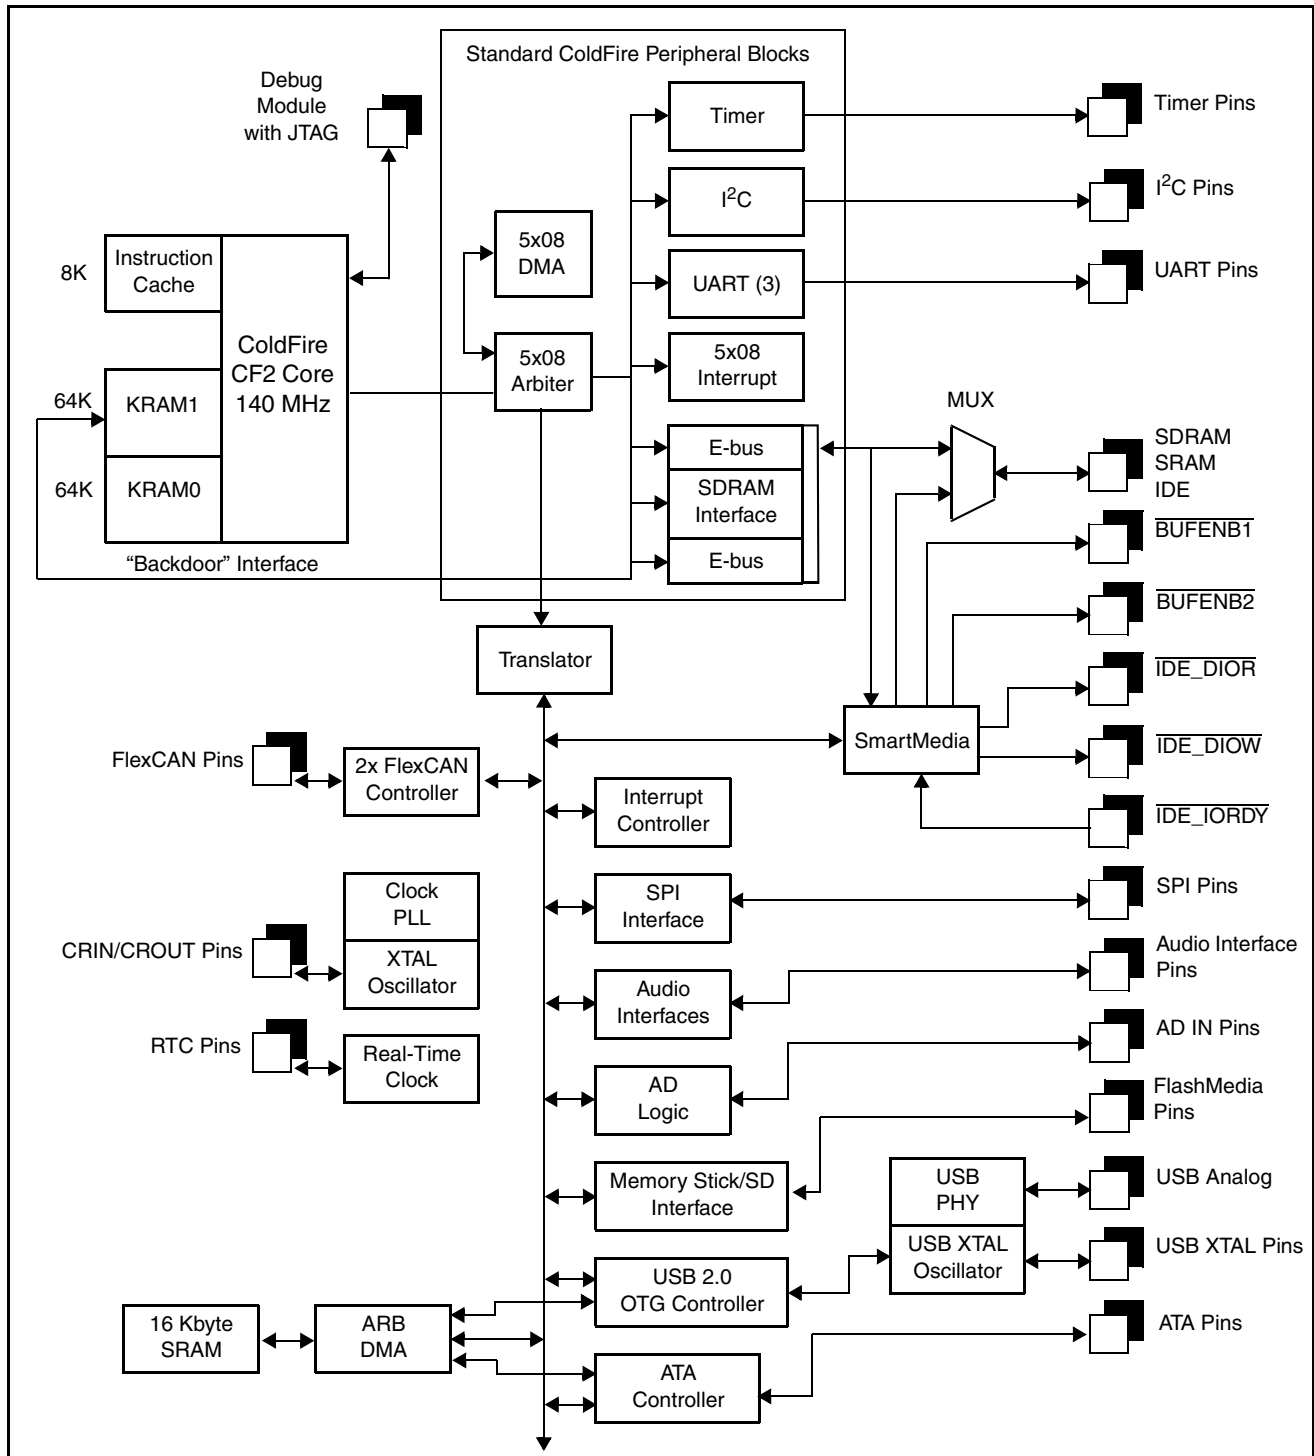 Standard ColdFire Peripheral Blocks
Debug
Module
with JTAG
Timer
Timer Pins
I²C
I²C Pins
5x08
DMA
UART (3)
UART Pins
8K
Instruction
Cache
ColdFire
CF2 Core
140 MHz
5x08
Arbiter
5x08
Interrupt
64K
KRAM1
64K
KRAM0
"Backdoor" Interface
E-bus
SDRAM
Interface
E-bus
MUX
SDRAM
SRAM
IDE
BUFENB1
BUFENB2
Translator
IDE_DIOR
SmartMedia
IDE_DIOW
IDE_IORDY
FlexCAN Pins
2x FlexCAN
Controller
Interrupt
Controller
Clock
PLL
SPI
Interface
SPI Pins
CRIN/CROUT Pins
XTAL
Oscillator
Audio
Interfaces
Audio Interface
Pins
RTC Pins
Real-Time
Clock
AD
Logic
AD IN Pins
FlashMedia
Pins
Memory Stick/SD
Interface
USB
PHY
USB Analog
USB XTAL
Oscillator
USB XTAL Pins
USB 2.0
OTG Controller
16 Kbyte
SRAM
ARB
DMA
ATA
Controller
ATA Pins